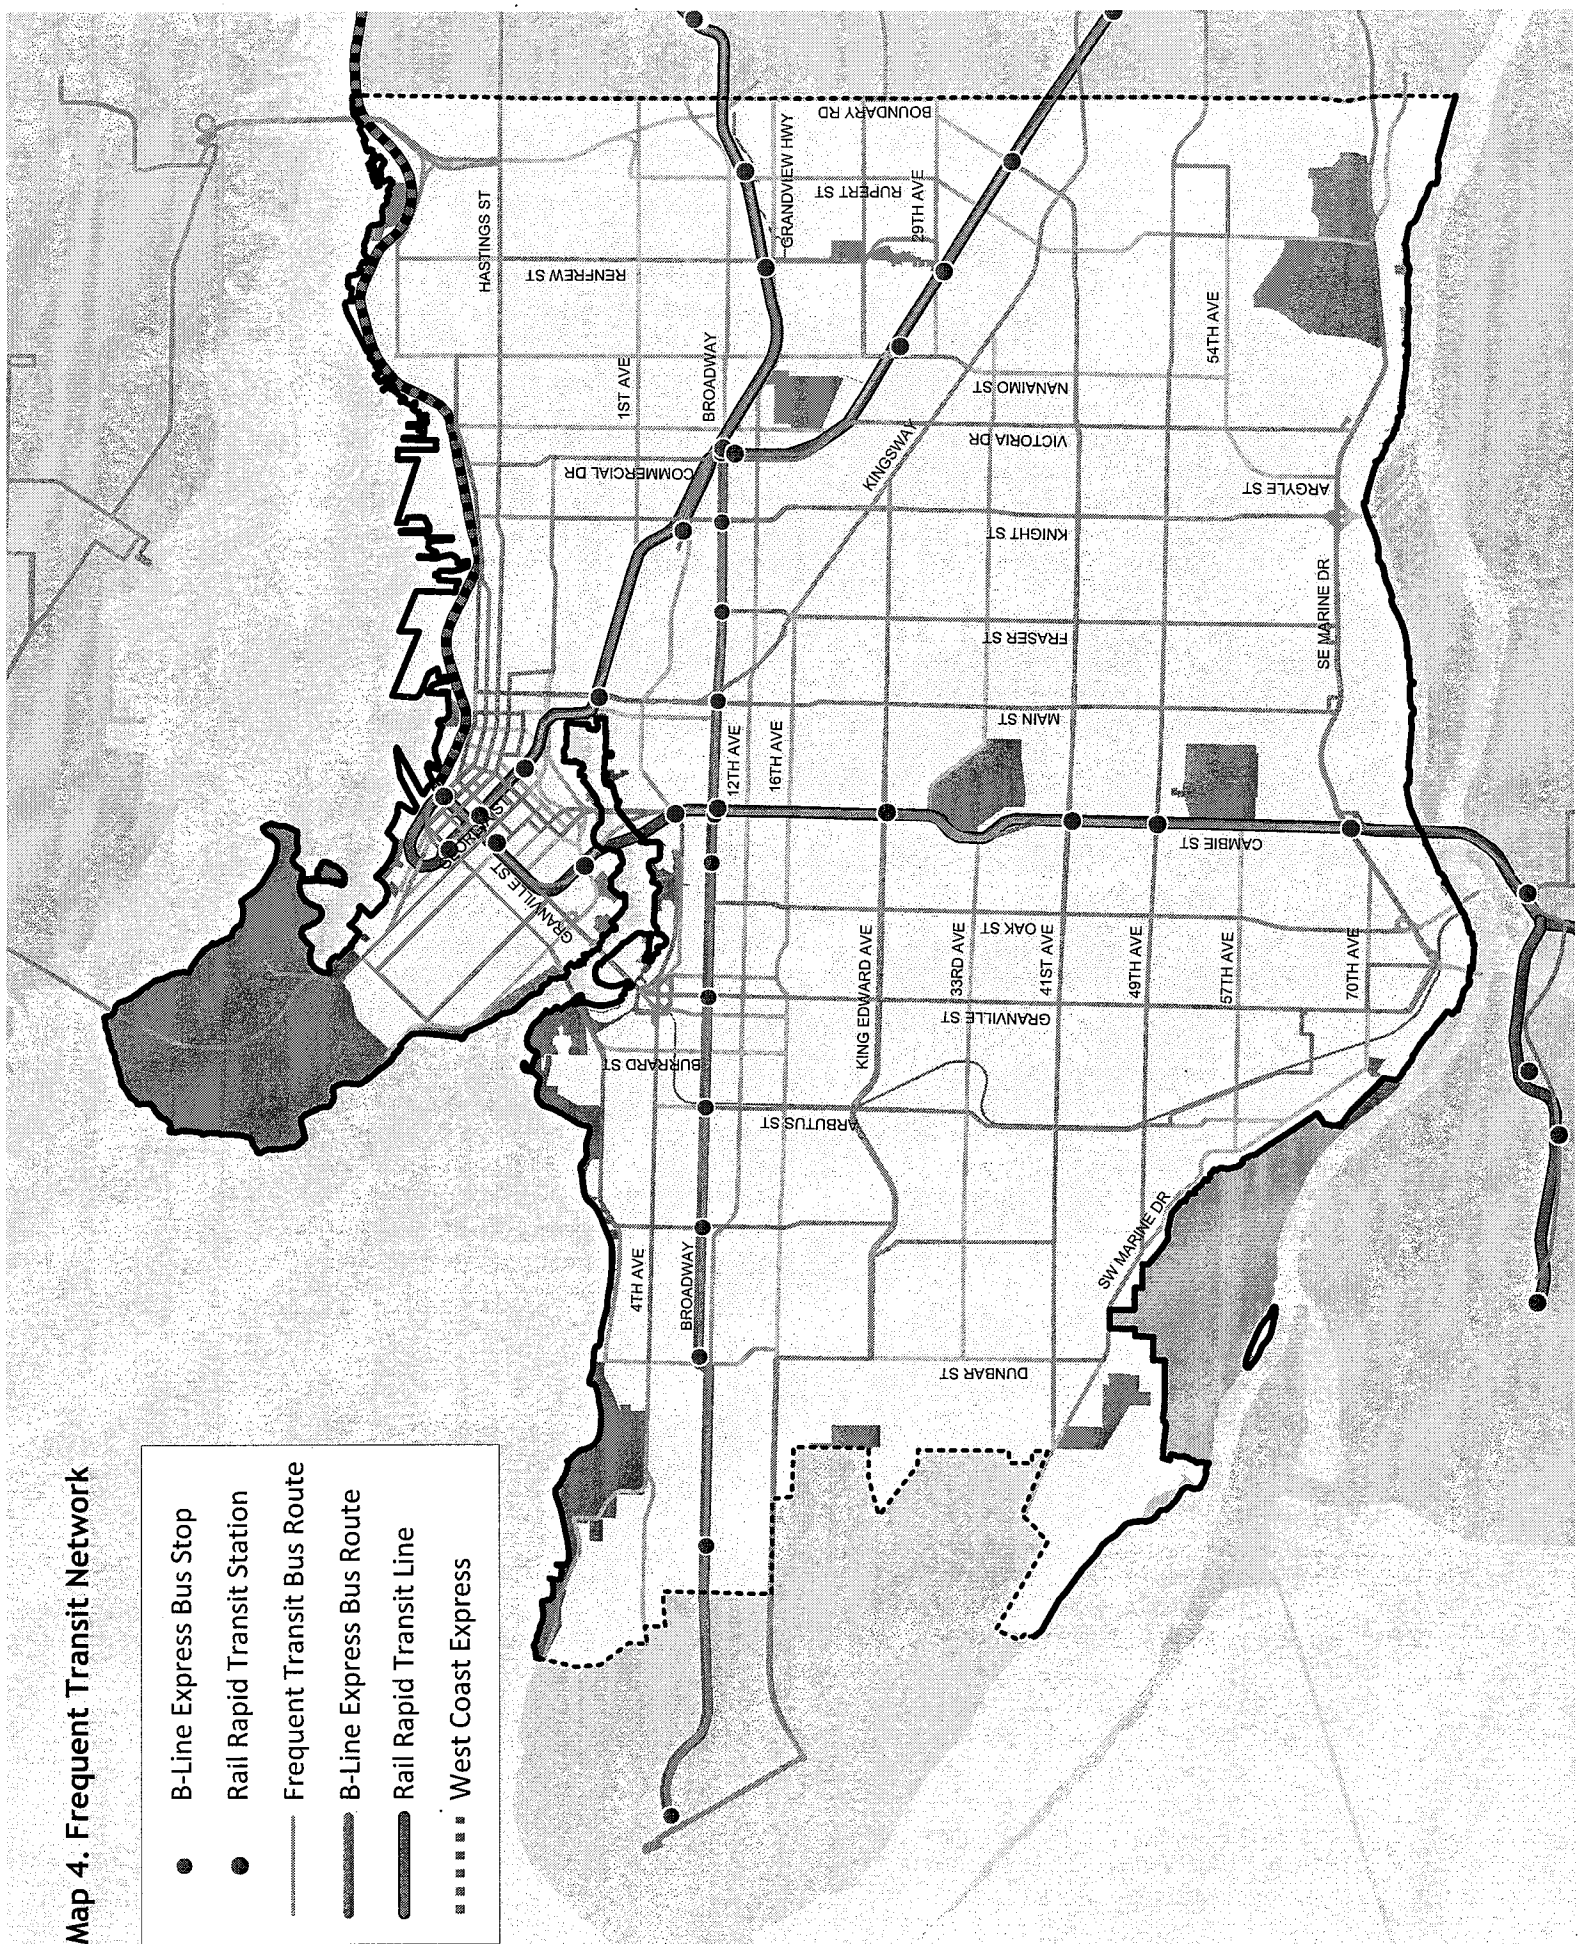 Map 4. Frequent Transit Network
B-Line Express Bus Stop
Rail Rapid Transit Station
Frequent Transit Bus Route
B-Line Express Bus Route
Rail Rapid Transit Line
West Coast Express
HASTINGS ST
RENFREW ST
RUPERT ST
BOUNDARY RD
GRANDVIEW HWY
29TH AVE
1ST AVE
BROADWAY
COMMERCIAL DR
NANAIMO ST
VICTORIA DR
54TH AVE
KINGSWAY
KNIGHT ST
ARGYLE ST
FRASER ST
SE MARINE DR
MAIN ST
12TH AVE
16TH AVE
GEORGIA ST
GRANVILLE ST
CAMBIE ST
OAK ST
KING EDWARD AVE
33RD AVE
41ST AVE
49TH AVE
57TH AVE
70TH AVE
GRANVILLE ST
BURRARD ST
ARBUTUS ST
4TH AVE
BROADWAY
SW MARINE DR
DUNBAR ST